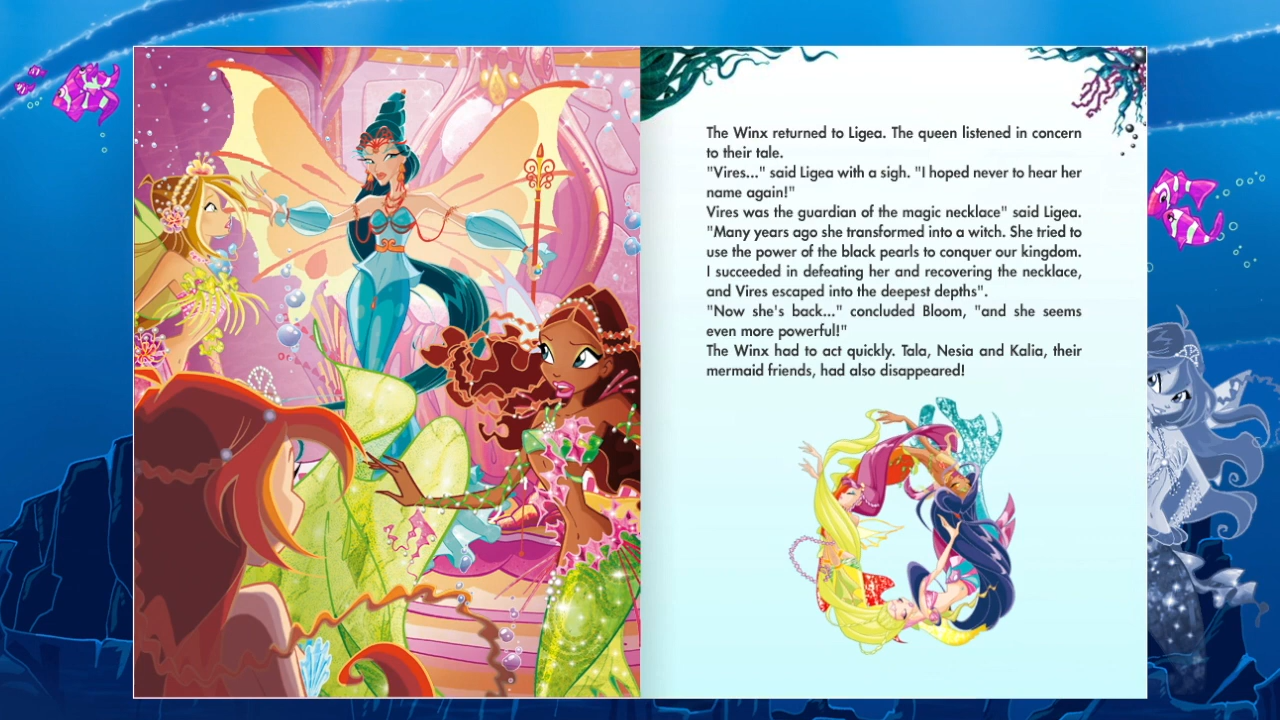 The Winx returned to Ligea. The queen listened in concern
to their tale.
"Vires..." said Ligea with a sigh. "I hoped never to hear her
name again!"
Vires was the guardian of the magic necklace" said Ligea.
"Many years ago she transformed into a witch. She tried to
use the power of the black pearls to conquer our kingdom.
I succeeded in defeating her and recovering the necklace,
and Vires escaped into the deepest depths".
"Now she's back..." concluded Bloom, "and she seems
even more powerful!"
The Winx had to act quickly. Tala, Nesia and Kalia, their
mermaid friends, had also disappeared!